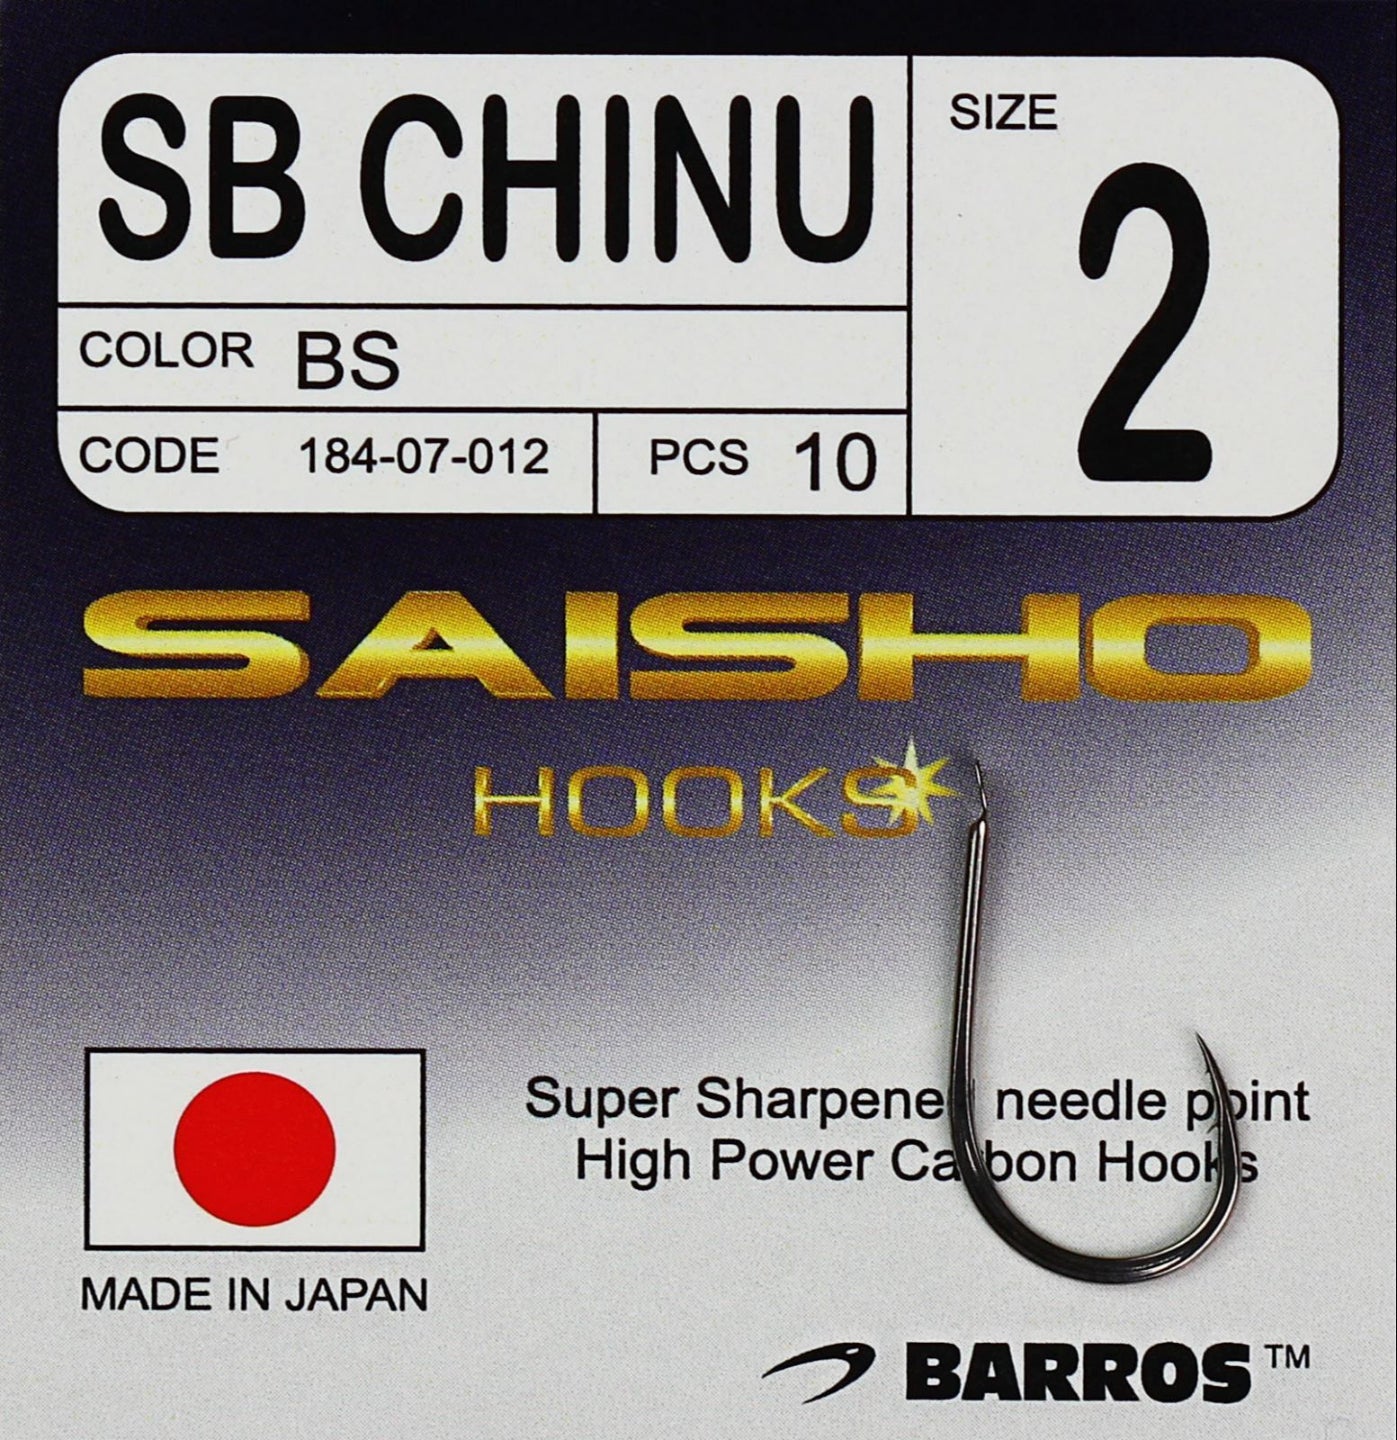 SB CHINU
SIZE
2
COLOR BS
CODE 184-07-012
PCS 10
SAISHO
HOOKS
Super Sharpened needle point
High Power Carbon Hooks
MADE IN JAPAN
BARROS™